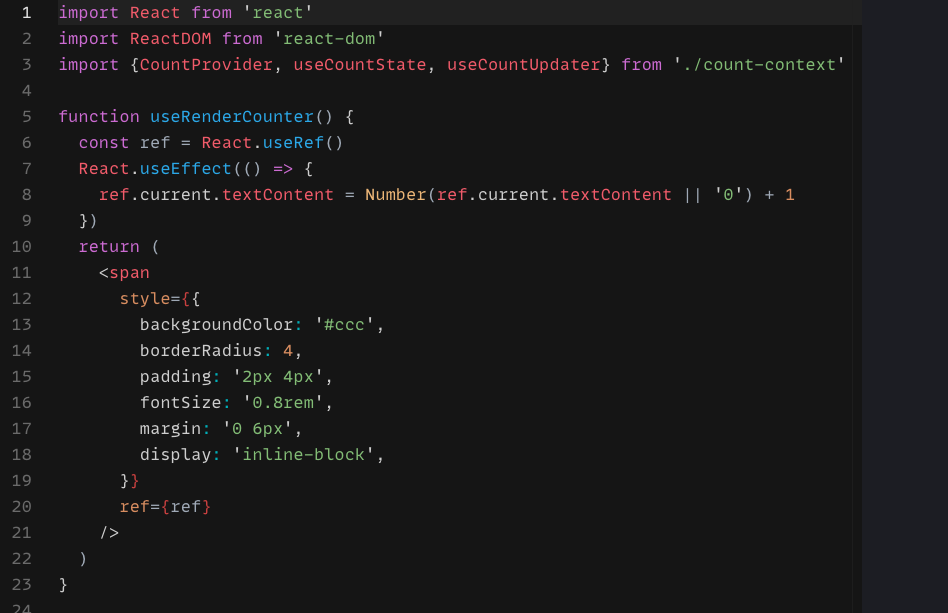 1 import React from 'react'
2 import ReactDOM from 'react-dom'
3 import {CountProvider, useCountState, useCountUpdater} from './count-context'
4
5 function useRenderCounter() {
6   const ref = React.useRef()
7   React.useEffect(() => {
8     ref.current.textContent = Number(ref.current.textContent || '0') + 1
9   })
10   return (
11     <span
12       style={{
13         backgroundColor: '#ccc',
14         borderRadius: 4,
15         padding: '2px 4px',
16         fontSize: '0.8rem',
17         margin: '0 6px',
18         display: 'inline-block',
19       }}
20       ref={ref}
21     />
22   )
23 }
24